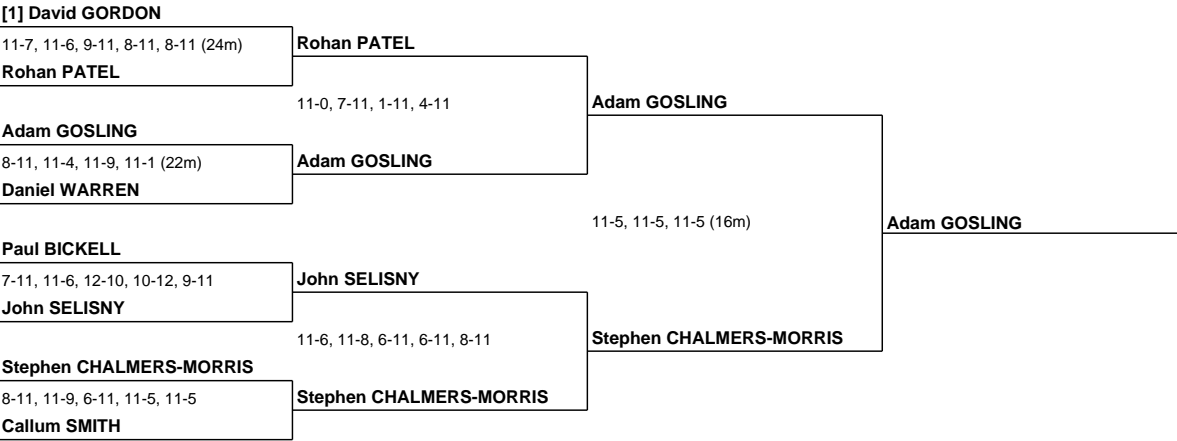 [1] David GORDON
11-7, 11-6, 9-11, 8-11, 8-11 (24m)
Rohan PATEL
Rohan PATEL
11-0, 7-11, 1-11, 4-11
Adam GOSLING
Adam GOSLING
8-11, 11-4, 11-9, 11-1 (22m)
Adam GOSLING
Daniel WARREN
11-5, 11-5, 11-5 (16m)
Adam GOSLING
Paul BICKELL
7-11, 11-6, 12-10, 10-12, 9-11
John SELISNY
John SELISNY
11-6, 11-8, 6-11, 6-11, 8-11
Stephen CHALMERS-MORRIS
Stephen CHALMERS-MORRIS
8-11, 11-9, 6-11, 11-5, 11-5
Stephen CHALMERS-MORRIS
Callum SMITH